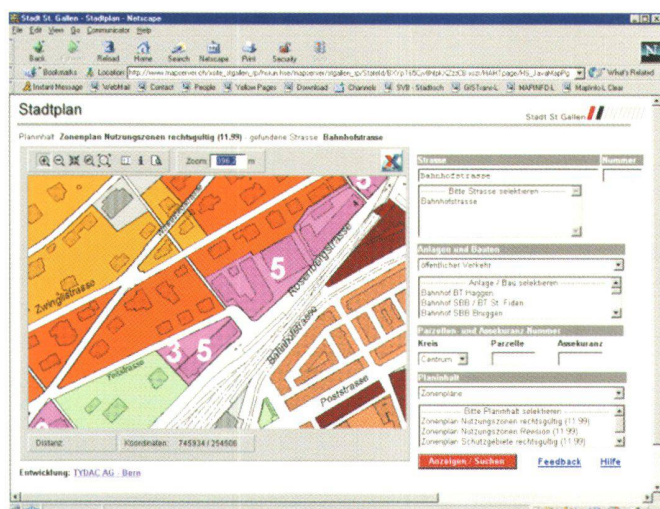 Stadt St. Gallen - Stadtplan - Netscape
File Edit View Go Communicator Help
Back Reload Home Search Netscape Print Security
Bookmarks Location What's Related
Instant Message WebMail Contact People Yellow Pages Download Channels
Stadtplan
Stadt St.Gallen
Planinhalt Zonenplan Nutzungszonen rechtsgültig (11.99) gefundene Strasse Bahnhofstrasse
Zoom m
Strasse Nummer
Bahnhofstrasse
Bitte Strasse selektieren
Bahnhofstrasse
Anlagen und Bauten
öffentlicher Verkehr
Anlage / Bau selektieren
Bahnhof BT Haggen
Bahnhof SBB / BT St. Fiden
Bahnhof SBB Bruggen
Parzellen- und Assekuranz Nummer
Kreis Parzelle Assekuranz
Centrum
Planinhalt
Zonenpläne
Bitte Planinhalt selektieren
Zonenplan Nutzungszonen rechtsgültig (11.99)
Zonenplan Nutzungszonen Revision (11.99)
Zonenplan Schutzgebiete rechtsgültig (11.99)
Anzeigen / Suchen Feedback Hilfe
5
Rosenbergstrasse
Zwinglistrasse
3 5
Bahnhofstrasse
Poststrasse
Distanz: Koordinaten: 745934 / 254906
Entwicklung: TYDAC AG - Bern